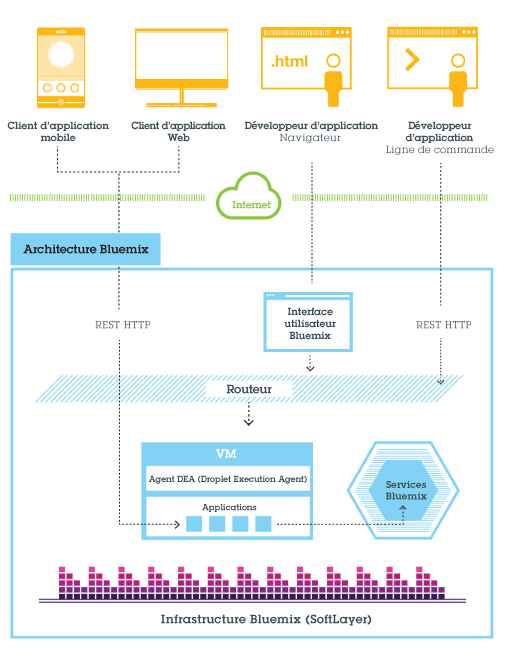 .html
Client d'application
mobile
Client d'application
Web
Développeur d'application
Navigateur
Développeur
d'application
Ligne de commande
Internet
Architecture Bluemix
REST HTTP
Interface
utilisateur
Bluemix
REST HTTP
Routeur
VM
Agent DEA (Droplet Execution Agent)
Applications
Services
Bluemix
Infrastructure Bluemix (SoftLayer)